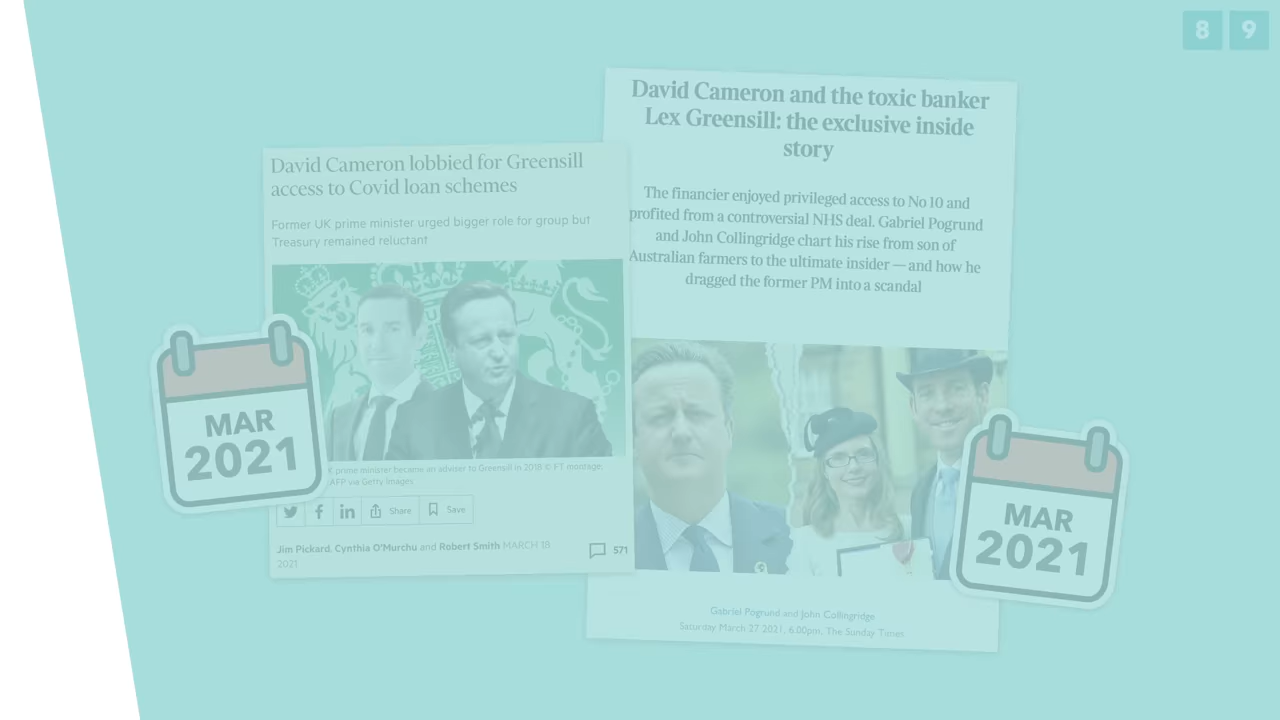 8 9
David Cameron lobbied for Greensill
access to Covid loan schemes
Former UK prime minister urged bigger role for group but
Treasury remained reluctant
K prime minister became an adviser to Greensill in 2018 © FT montage;
AFP via Getty Images
Share
Save
Jim Pickard, Cynthia O'Murchu and Robert Smith MARCH 18
2021
571
MAR
2021
David Cameron and the toxic banker
Lex Greensill: the exclusive inside
story
The financier enjoyed privileged access to No 10 and
profited from a controversial NHS deal. Gabriel Pogrund
and John Collingridge chart his rise from son of
Australian farmers to the ultimate insider — and how he
dragged the former PM into a scandal
Gabriel Pogrund and John Collingridge
Saturday March 27 2021, 6.00pm, The Sunday Times
MAR
2021